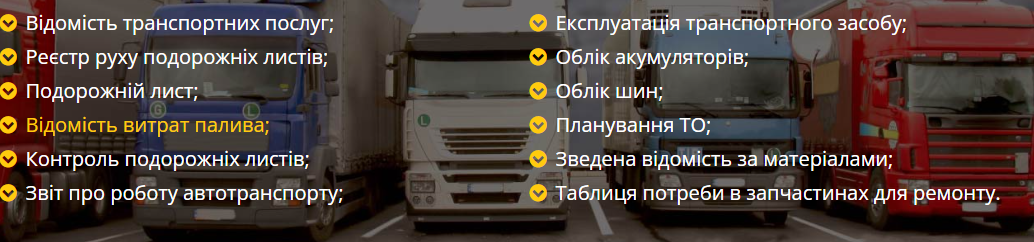 Відомість транспортних послуг;
Реєстр руху подорожніх листів;
Подорожній лист;
Відомість витрат палива;
Контроль подорожніх листів;
Звіт про роботу автотранспорту;
Експлуатація транспортного засобу;
Облік акумуляторів;
Облік шин;
Планування ТО;
Зведена відомість за матеріалами;
Таблиця потреби в запчастинах для ремонту.